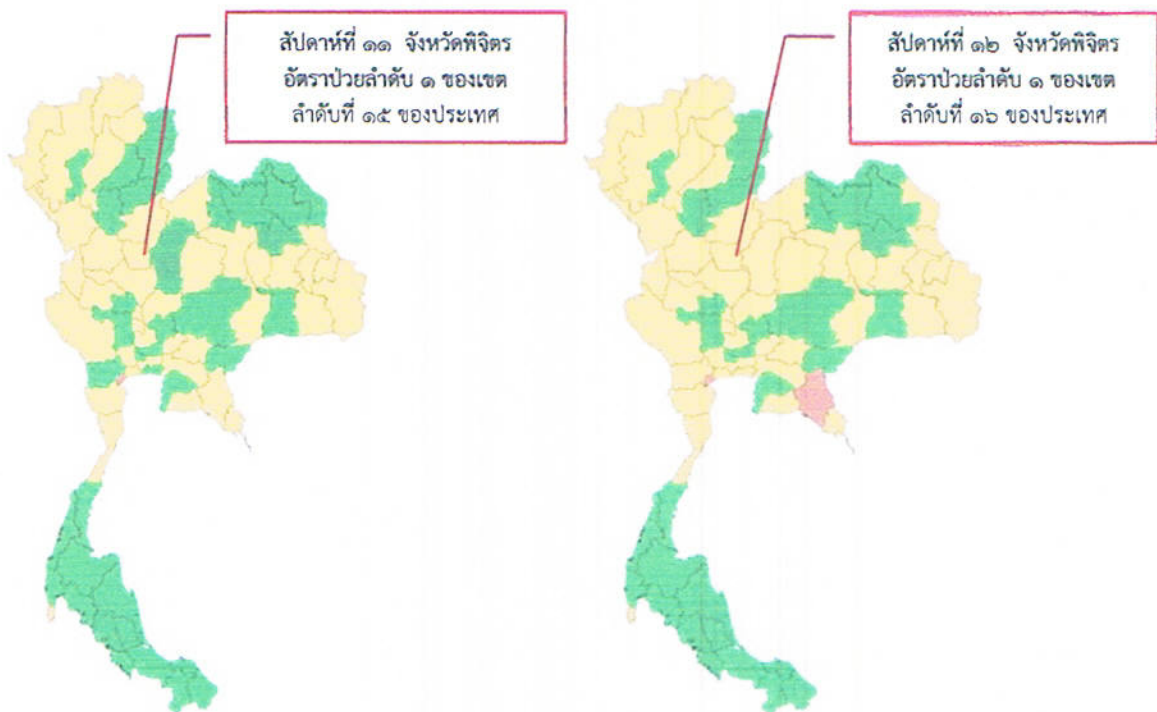 สัปดาห์ที่ ๑๑ จังหวัดพิจิตร
อัตราป่วยลำดับ ๑ ของเขต
ลำดับที่ ๑๕ ของประเทศ
สัปดาห์ที่ ๑๒ จังหวัดพิจิตร
อัตราป่วยลำดับ ๑ ของเขต
ลำดับที่ ๑๖ ของประเทศ